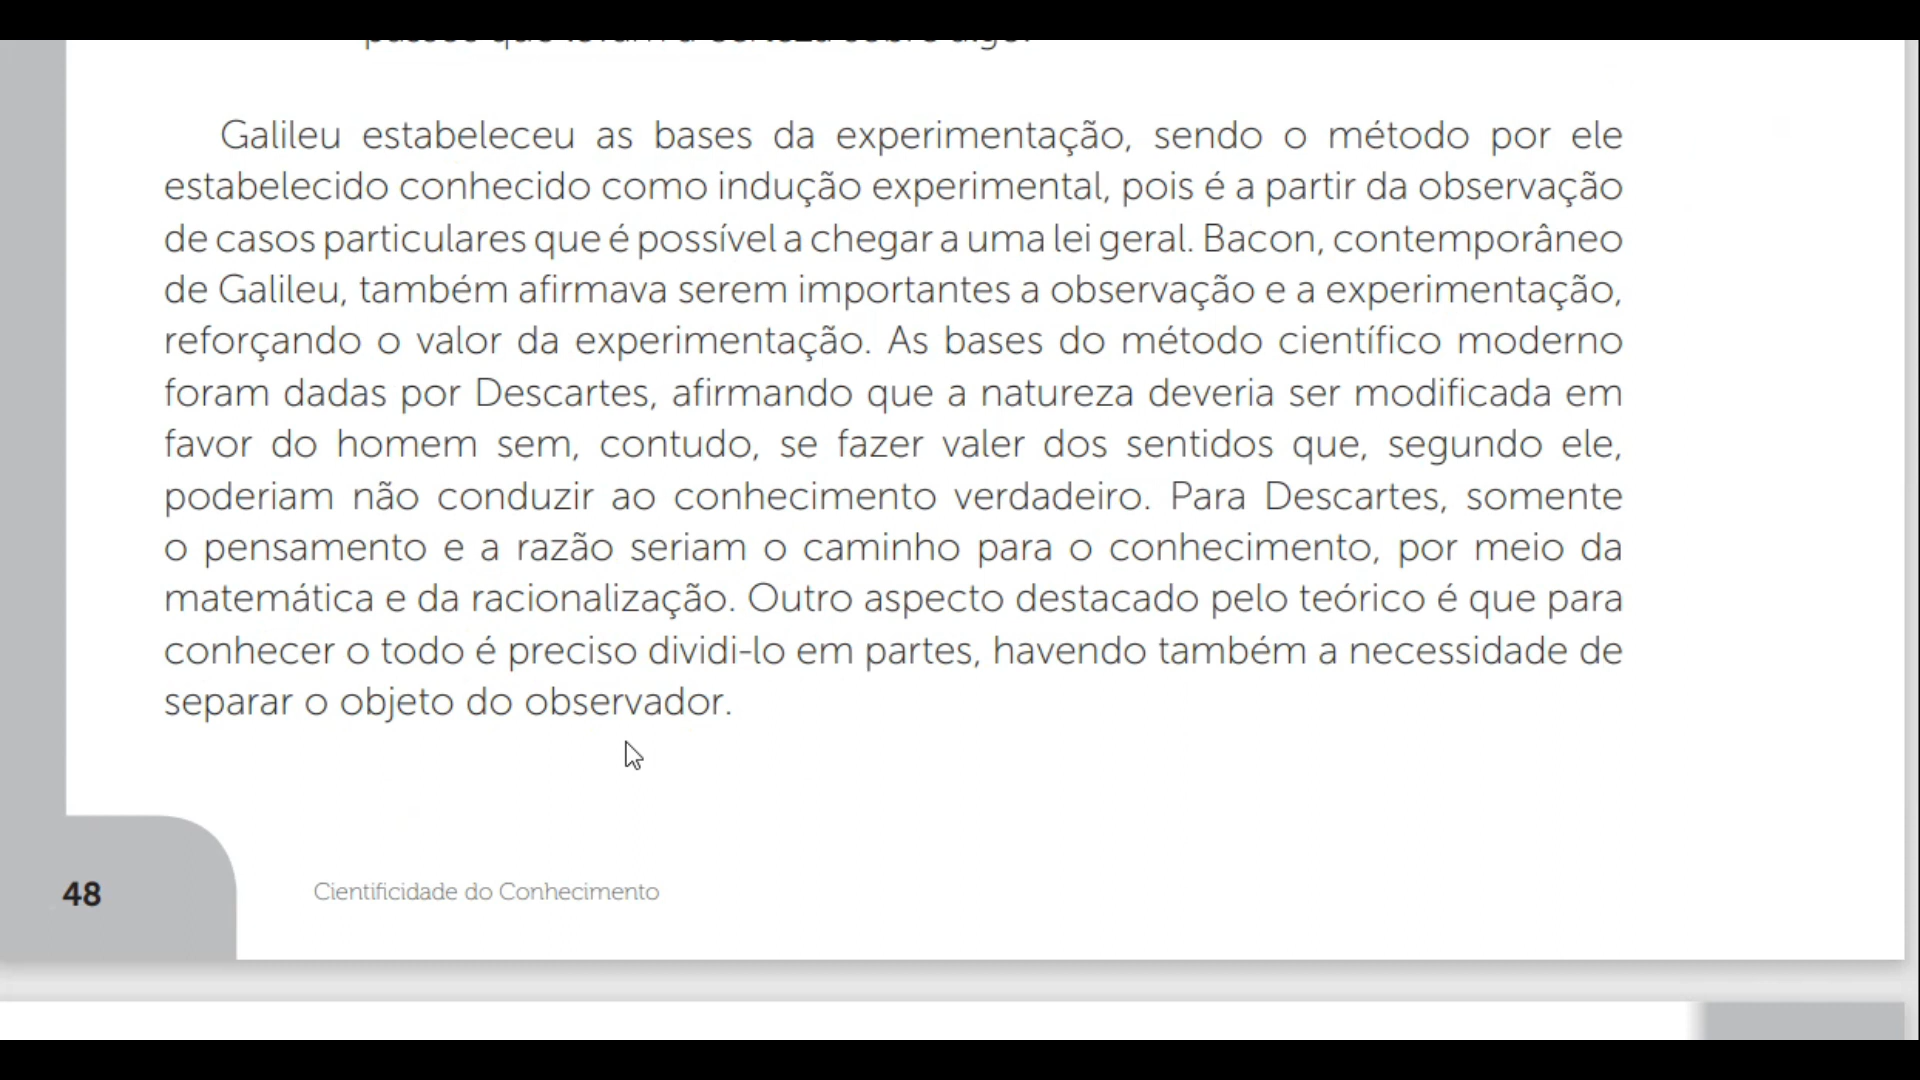 Galileu estabeleceu as bases da experimentação, sendo o método por ele
estabelecido conhecido como indução experimental, pois é a partir da observação
de casos particulares que é possível a chegar a uma lei geral. Bacon, contemporâneo
de Galileu, também afirmava serem importantes a observação e a experimentação,
reforçando o valor da experimentação. As bases do método científico moderno
foram dadas por Descartes, afirmando que a natureza deveria ser modificada em
favor do homem sem, contudo, se fazer valer dos sentidos que, segundo ele,
poderiam não conduzir ao conhecimento verdadeiro. Para Descartes, somente
o pensamento e a razão seriam o caminho para o conhecimento, por meio da
matemática e da racionalização. Outro aspecto destacado pelo teórico é que para
conhecer o todo é preciso dividi-lo em partes, havendo também a necessidade de
separar o objeto do observador.
48
Cientificidade do Conhecimento